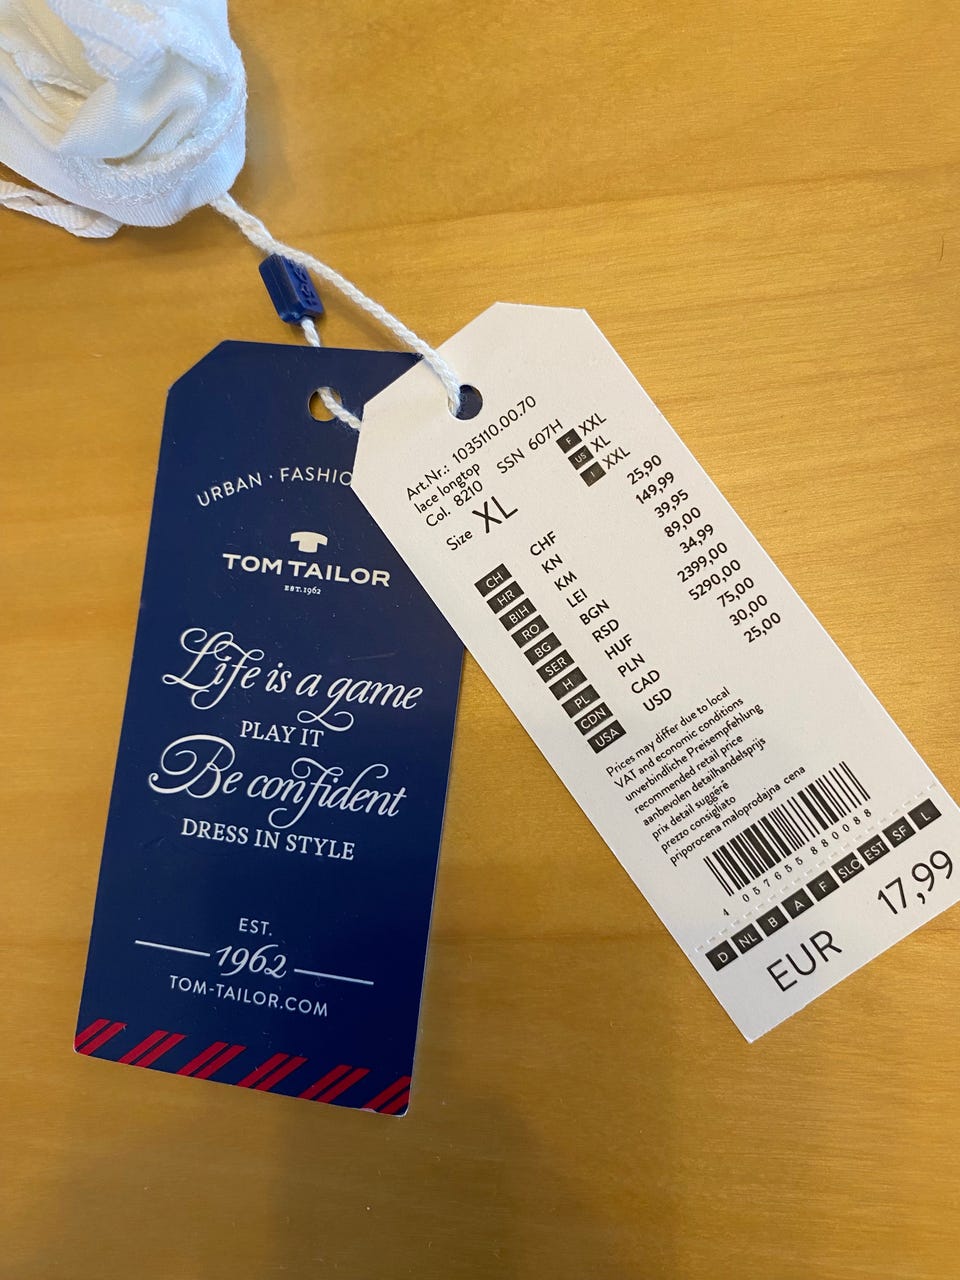 URBAN · FASHIO
TOM TAILOR
EST.1962
Life is a game
PLAY IT
Be confident
DRESS IN STYLE
EST.
1962
TOM-TAILOR.COM
Art.Nr.: 1035110.00.70
lace longtop
Col. 8210 SSN 607H
Size XL
F XXL
US XL
I XXL
CH CHF 25,90
HR KN 149,99
BIH KM 39,95
RO LEI 89,00
BG BGN 34,99
SER RSD 2399,00
H HUF 5290,00
PL PLN 75,00
CDN CAD 30,00
USA USD 25,00
Prices may differ due to local
VAT and economic conditions
unverbindliche Preisempfehlung
recommended retail price
aanbevolen detailhandelsprijs
prix detail suggéré
prezzo consigliato
priporocena maloprodajna cena
4 057655 880088
D NL B A F SLO EST SF L
EUR 17,99